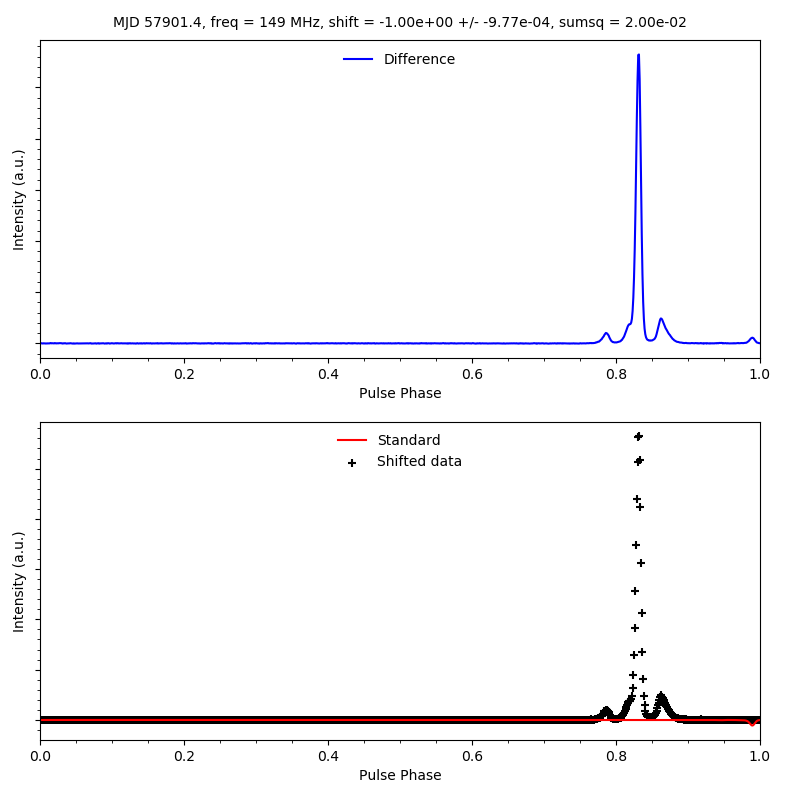 MJD 57901.4, freq = 149 MHz, shift = -1.00e+00 +/- -9.77e-04, sumsq = 2.00e-02
Difference
Intensity (a.u.)
0.0 0.2 0.4 0.6 0.8 1.0
Pulse Phase
Standard
Shifted data
Intensity (a.u.)
0.0 0.2 0.4 0.6 0.8 1.0
Pulse Phase